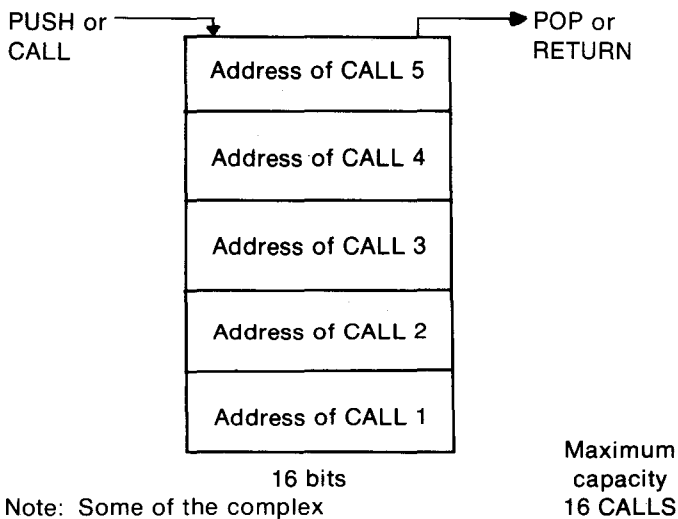 PUSH or
CALL
POP or
RETURN
Address of CALL 5
Address of CALL 4
Address of CALL 3
Address of CALL 2
Address of CALL 1
16 bits
Maximum
capacity
16 CALLS
Note: Some of the complex